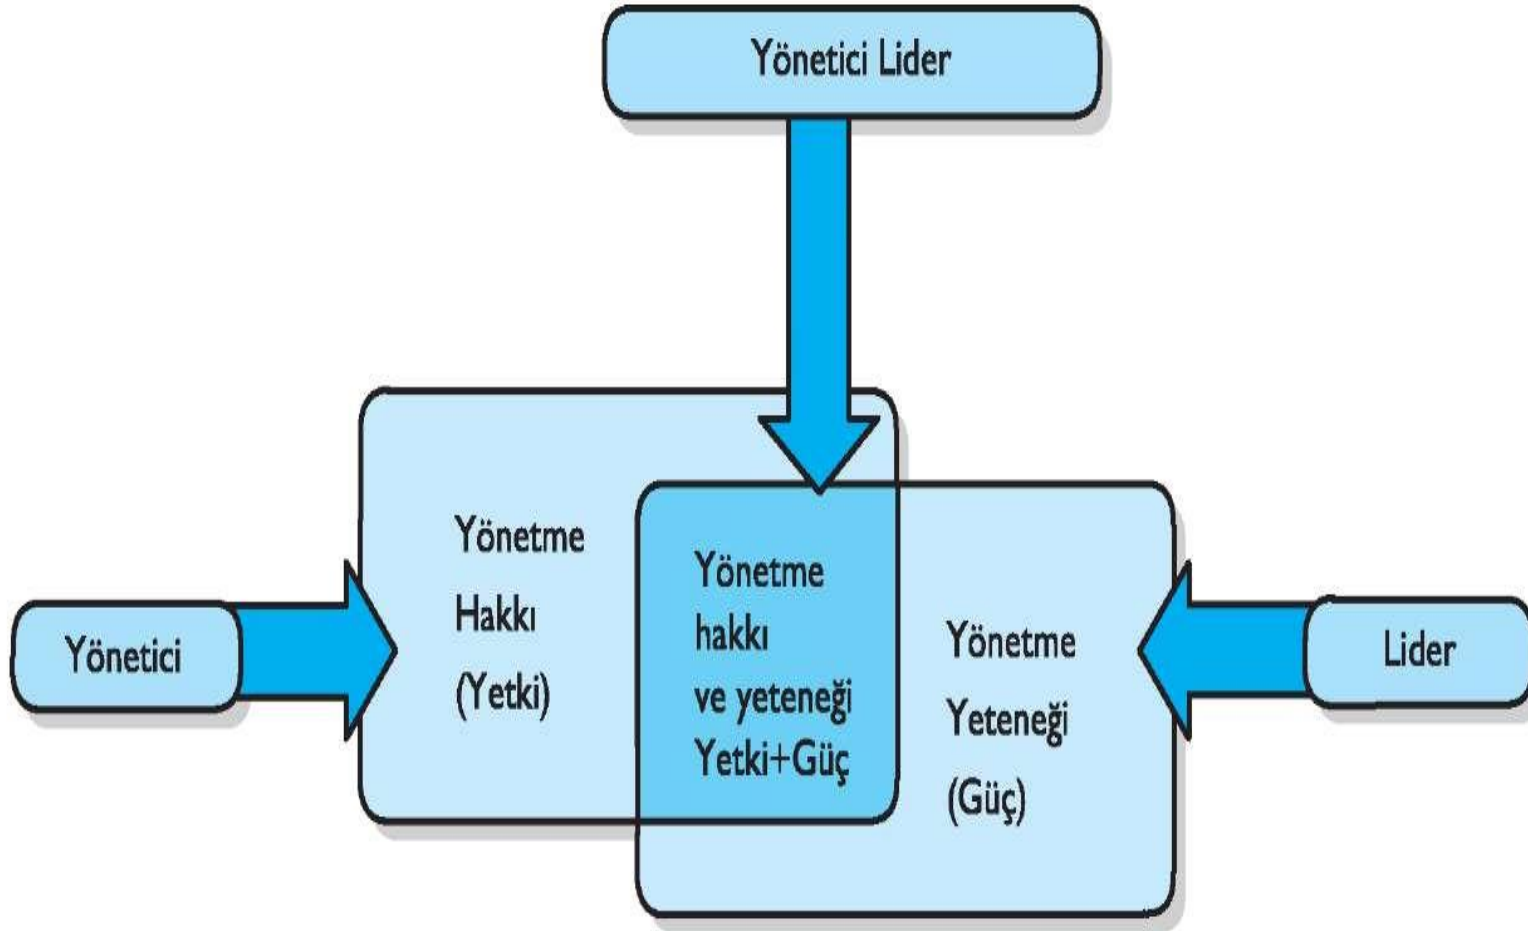 Yönetici Lider
Yönetme
Hakkı
(Yetki)
Yönetme
hakkı
ve yeteneği
Yetki+Güç
Yönetme
Yeteneği
(Güç)
Yönetici
Lider